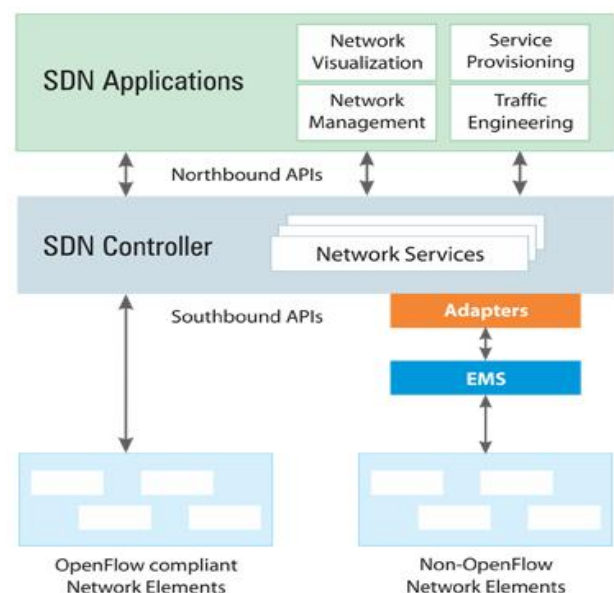 SDN Applications
Network
Visualization
Service
Provisioning
Network
Management
Traffic
Engineering
Northbound APIs
SDN Controller
Network Services
Southbound APIs
Adapters
EMS
OpenFlow compliant
Network Elements
Non-OpenFlow
Network Elements